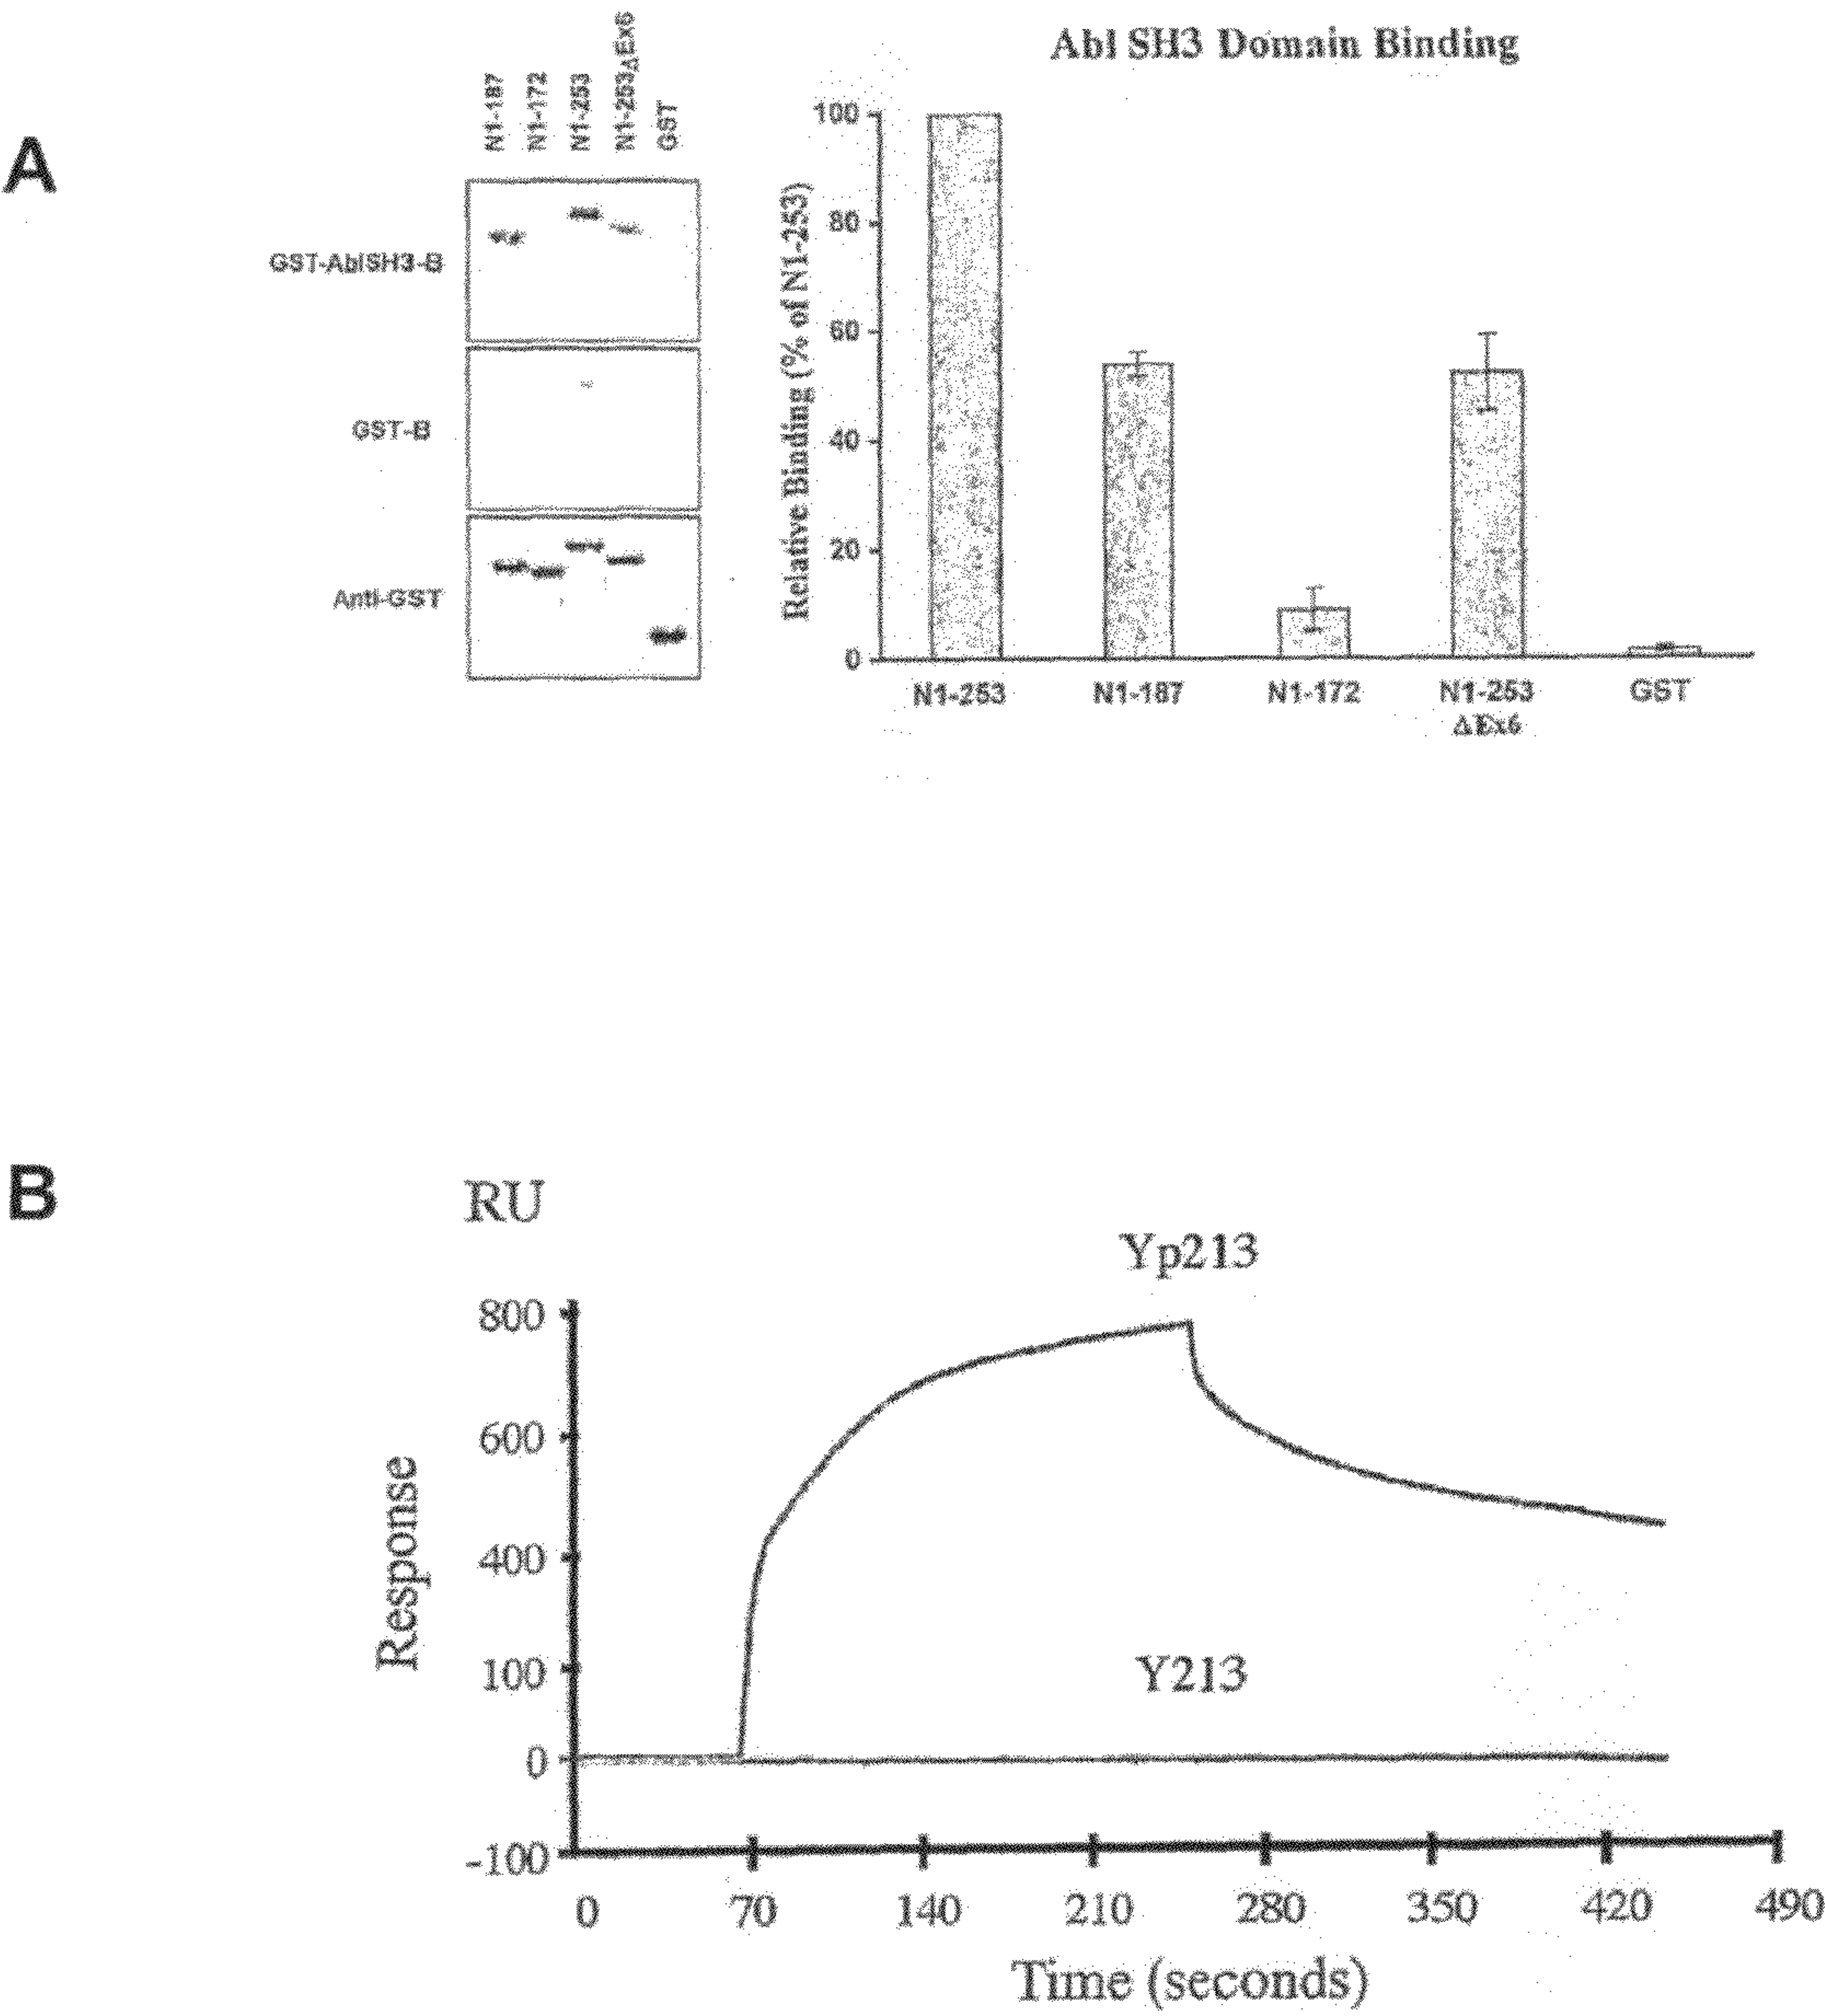 A
N1-187
N1-172
N1-253
N1-253ΔEx6
GST
GST-AblSH3-B
GST-B
Anti-GST
Abl SH3 Domain Binding
Relative Binding (% of N1-253)
100
80
60
40
20
0
N1-253
N1-187
N1-172
N1-253
ΔEx6
GST
B
RU
Yp213
Y213
Response
800
600
400
100
0
-100
0
70
140
210
280
350
420
490
Time (seconds)